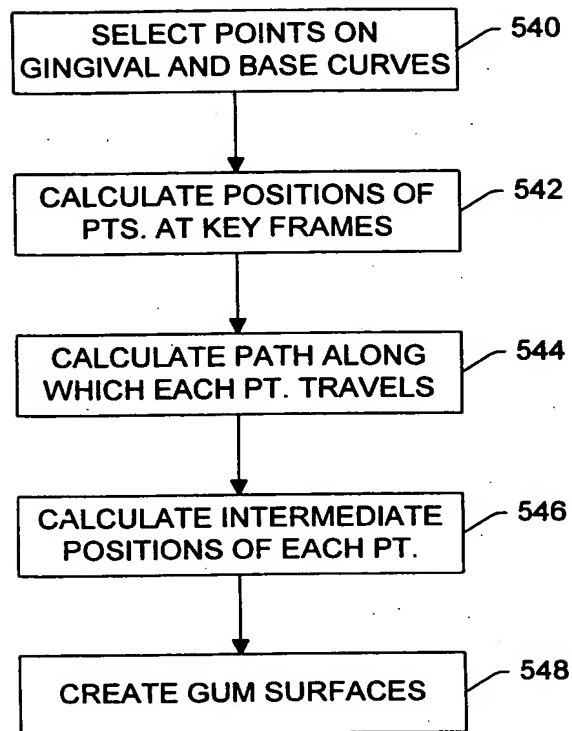 SELECT POINTS ON
GINGIVAL AND BASE CURVES
540
CALCULATE POSITIONS OF
PTS. AT KEY FRAMES
542
CALCULATE PATH ALONG
WHICH EACH PT. TRAVELS
544
CALCULATE INTERMEDIATE
POSITIONS OF EACH PT.
546
CREATE GUM SURFACES
548